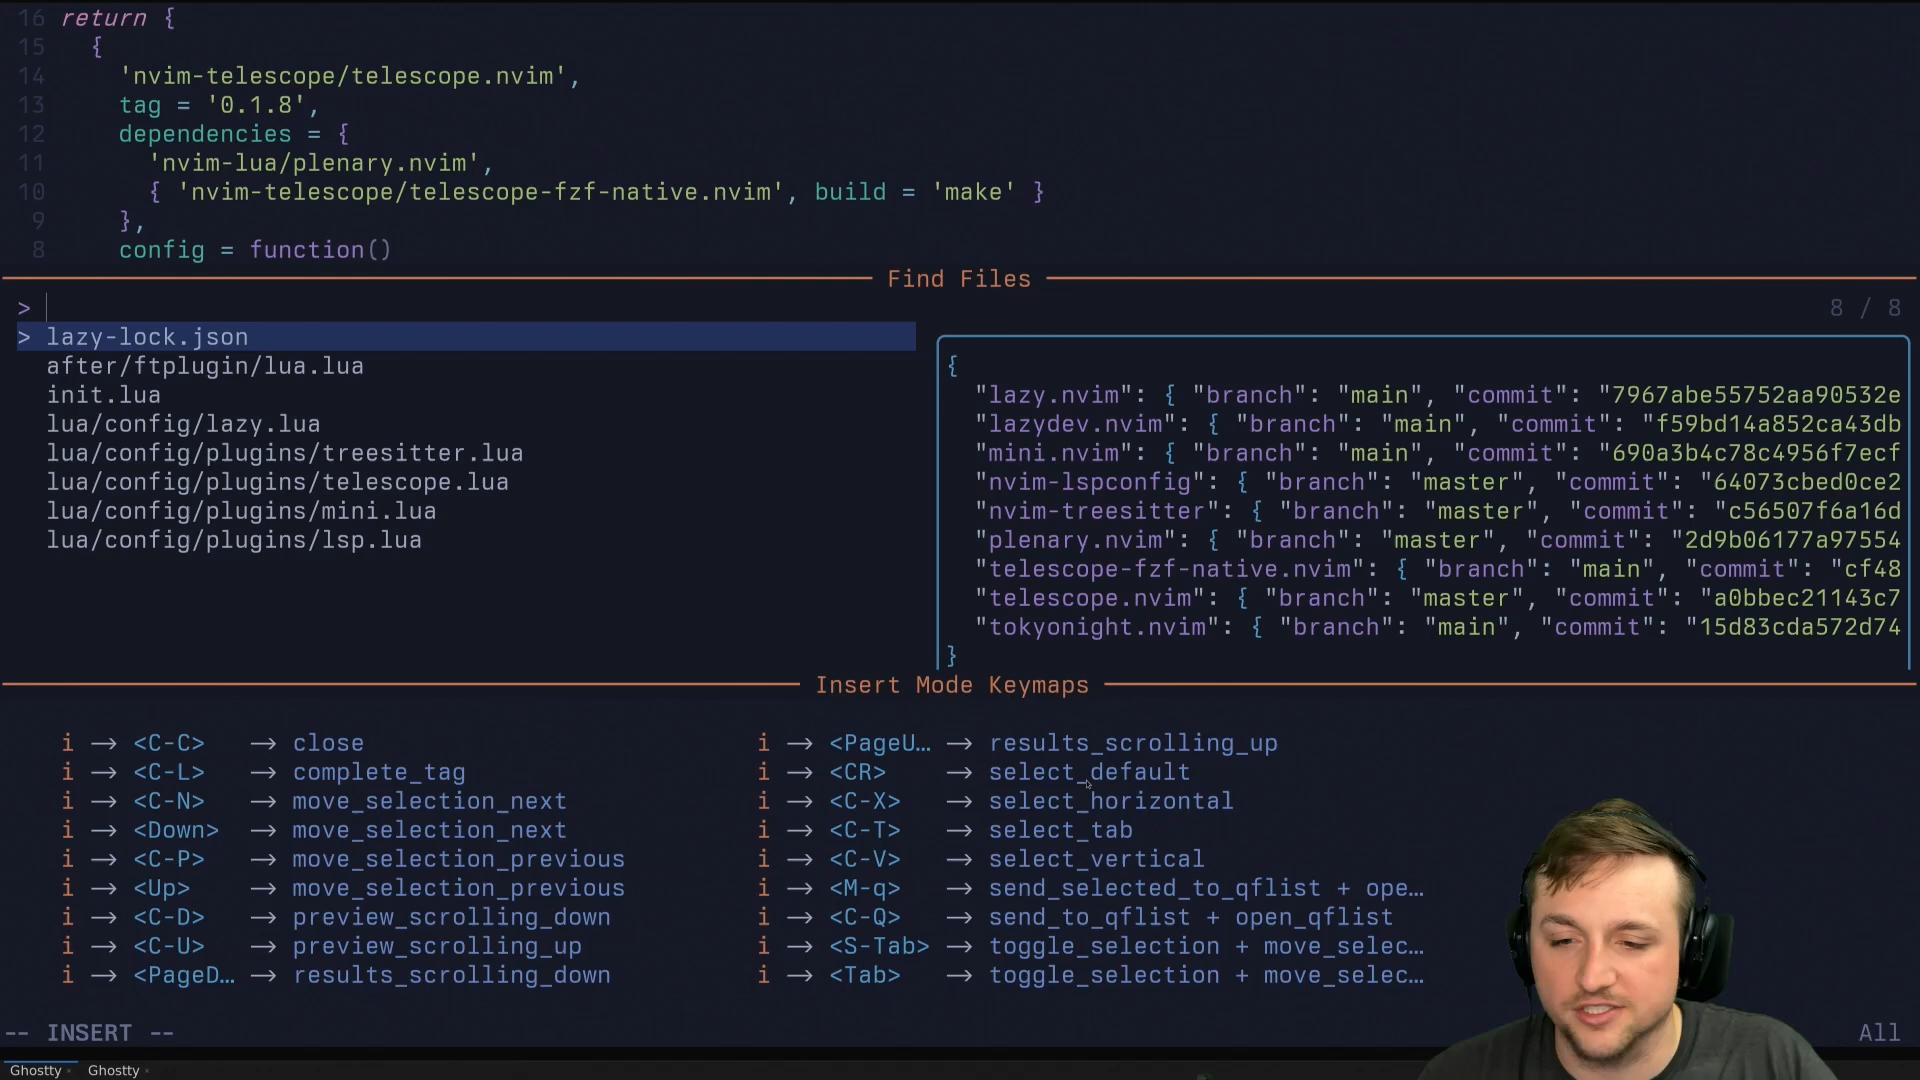 16 return {
15 {
14 'nvim-telescope/telescope.nvim',
13 tag = '0.1.8',
12 dependencies = {
11 'nvim-lua/plenary.nvim',
10 { 'nvim-telescope/telescope-fzf-native.nvim', build = 'make' }
9 },
8 config = function()
Find Files
> 8 / 8
> lazy-lock.json
after/ftplugin/lua.lua
init.lua
lua/config/lazy.lua
lua/config/plugins/treesitter.lua
lua/config/plugins/telescope.lua
lua/config/plugins/mini.lua
lua/config/plugins/lsp.lua
{
"lazy.nvim": { "branch": "main", "commit": "7967abe55752aa90532e
"lazydev.nvim": { "branch": "main", "commit": "f59bd14a852ca43db
"mini.nvim": { "branch": "main", "commit": "690a3b4c78c4956f7ecf
"nvim-lspconfig": { "branch": "master", "commit": "64073cbed0ce2
"nvim-treesitter": { "branch": "master", "commit": "c56507f6a16d
"plenary.nvim": { "branch": "master", "commit": "2d9b06177a97554
"telescope-fzf-native.nvim": { "branch": "main", "commit": "cf48
"telescope.nvim": { "branch": "master", "commit": "a0bbec21143c7
"tokyonight.nvim": { "branch": "main", "commit": "15d83cda572d74
}
Insert Mode Keymaps
i → <C-C> → close
i → <C-L> → complete_tag
i → <C-N> → move_selection_next
i → <Down> → move_selection_next
i → <C-P> → move_selection_previous
i → <Up> → move_selection_previous
i → <C-D> → preview_scrolling_down
i → <C-U> → preview_scrolling_up
i → <PageD… → results_scrolling_down
i → <PageU… → results_scrolling_up
i → <CR> → select_default
i → <C-X> → select_horizontal
i → <C-T> → select_tab
i → <C-V> → select_vertical
i → <M-q> → send_selected_to_qflist + ope…
i → <C-Q> → send_to_qflist + open_qflist
i → <S-Tab> → toggle_selection + move_selec…
i → <Tab> → toggle_selection + move_selec…
-- INSERT -- All
Ghostty Ghostty